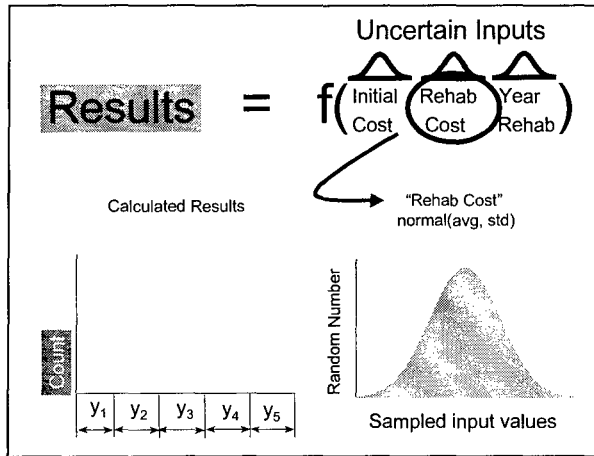 Uncertain Inputs
Results = f( Initial Rehab Year )
Cost Cost Rehab
Calculated Results
"Rehab Cost"
normal(avg, std)
Count
Random Number
y1 y2 y3 y4 y5
Sampled input values